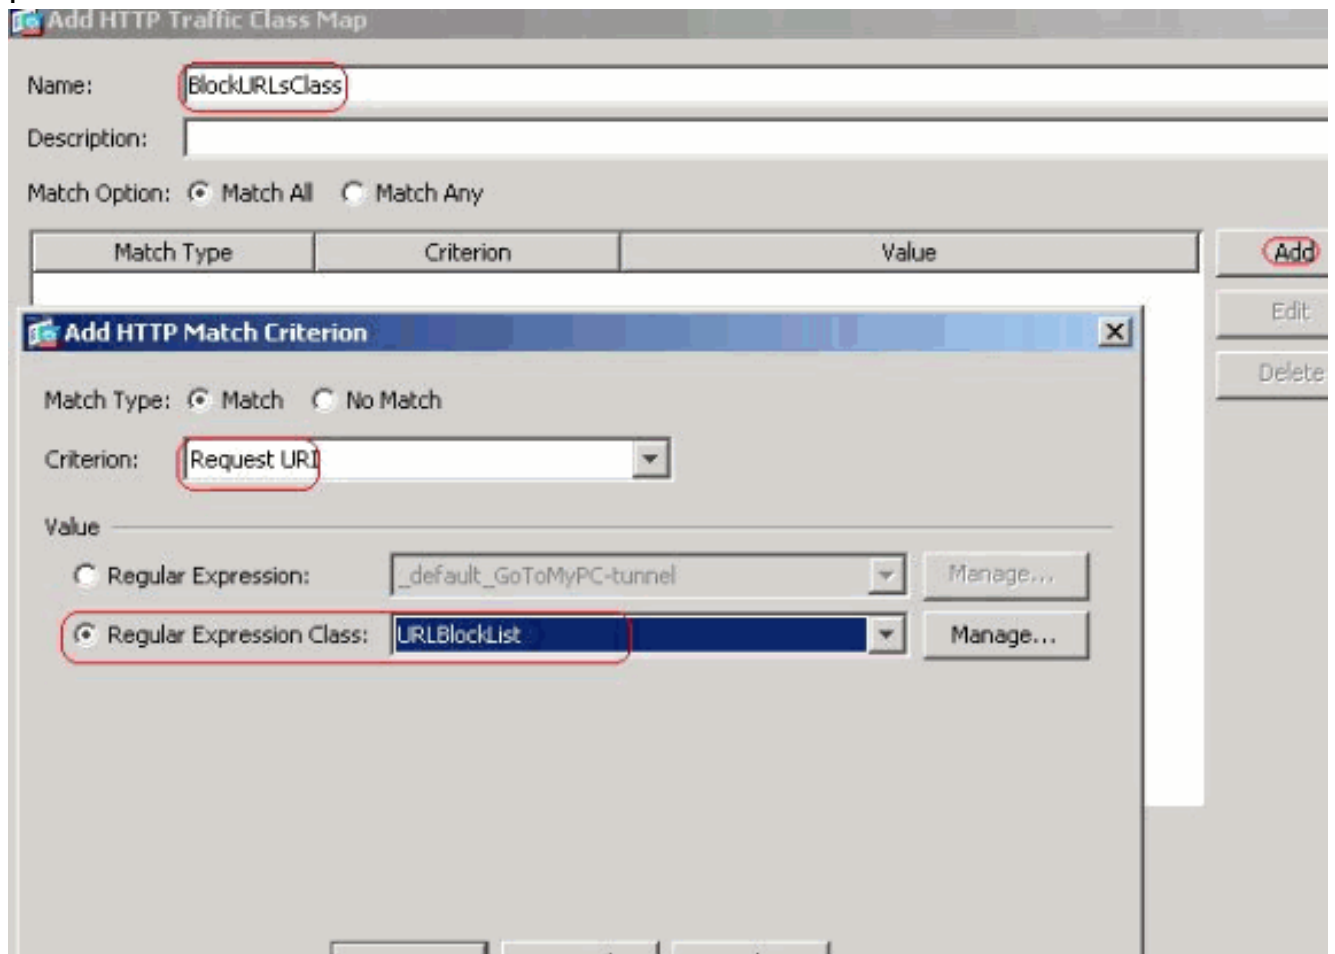 Add HTTP Traffic Class Map
Name: BlockURLsClass
Description:
Match Option: Match All Match Any
Match Type Criterion Value Add
Edit
Add HTTP Match Criterion
Delete
Match Type: Match No Match
Criterion: Request URI
Value
Regular Expression: _default_GoToMyPC-tunnel Manage...
Regular Expression Class: URLBlockList Manage...